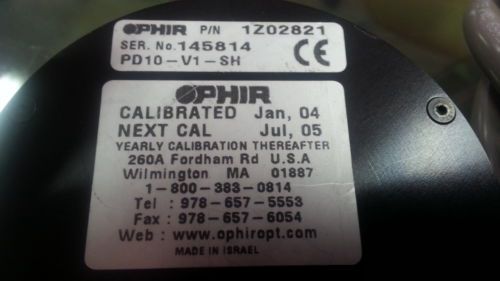 OPHIR P/N 1Z02821
SER. No. 145814
PD10-V1-SH
CE
OPHIR
CALIBRATED Jan, 04
NEXT CAL Jul, 05
YEARLY CALIBRATION THEREAFTER
260A Fordham Rd U.S.A
Wilmington MA 01887
1-800-383-0814
Tel : 978-657-5553
Fax : 978-657-6054
Web : www.ophiropt.com
MADE IN ISRAEL